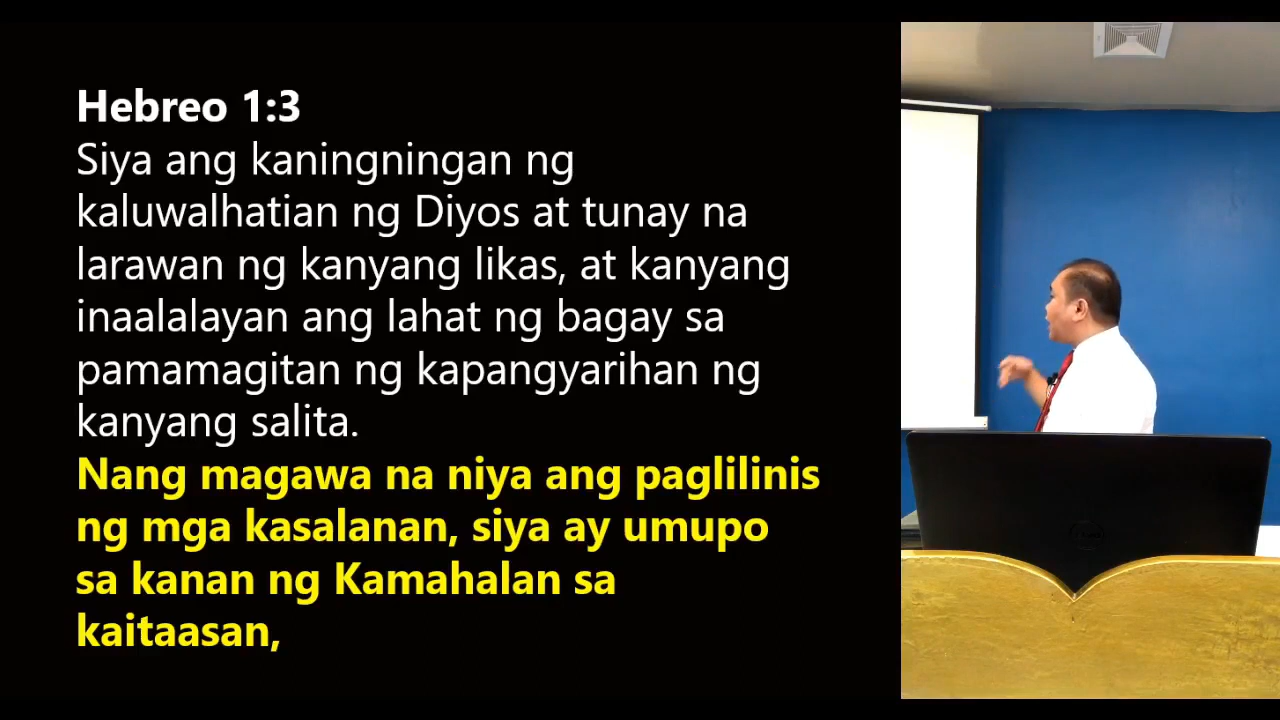 Hebreo 1:3
Siya ang kaningningan ng
kaluwalhatian ng Diyos at tunay na
larawan ng kanyang likas, at kanyang
inaalalayan ang lahat ng bagay sa
pamamagitan ng kapangyarihan ng
kanyang salita.
Nang magawa na niya ang paglilinis
ng mga kasalanan, siya ay umupo
sa kanan ng Kamahalan sa
kaitaasan,